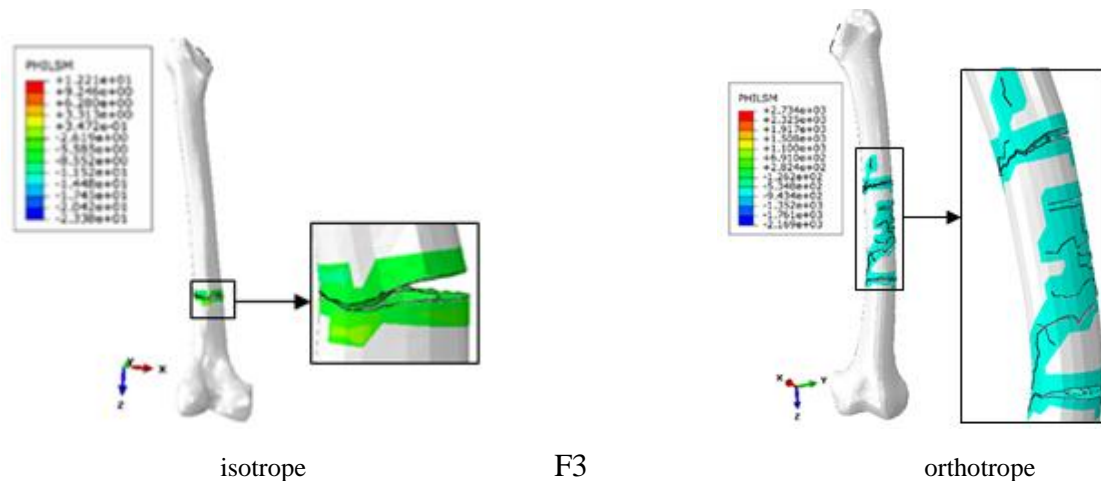 PHILSM
+1.221e+01
+9.246e+00
+6.280e+00
+3.313e+00
+3.472e-01
-2.619e+00
-5.585e+00
-8.552e+00
-1.152e+01
-1.448e+01
-1.745e+01
-2.042e+01
-2.338e+01
Y
X
Z
PHILSM
+2.734e+03
+2.325e+03
+1.917e+03
+1.508e+03
+1.100e+03
+6.910e+02
+2.824e+02
-1.262e+02
-5.348e+02
-9.434e+02
-1.352e+03
-1.761e+03
-2.169e+03
X
Y
Z
isotrope
F3
orthotrope